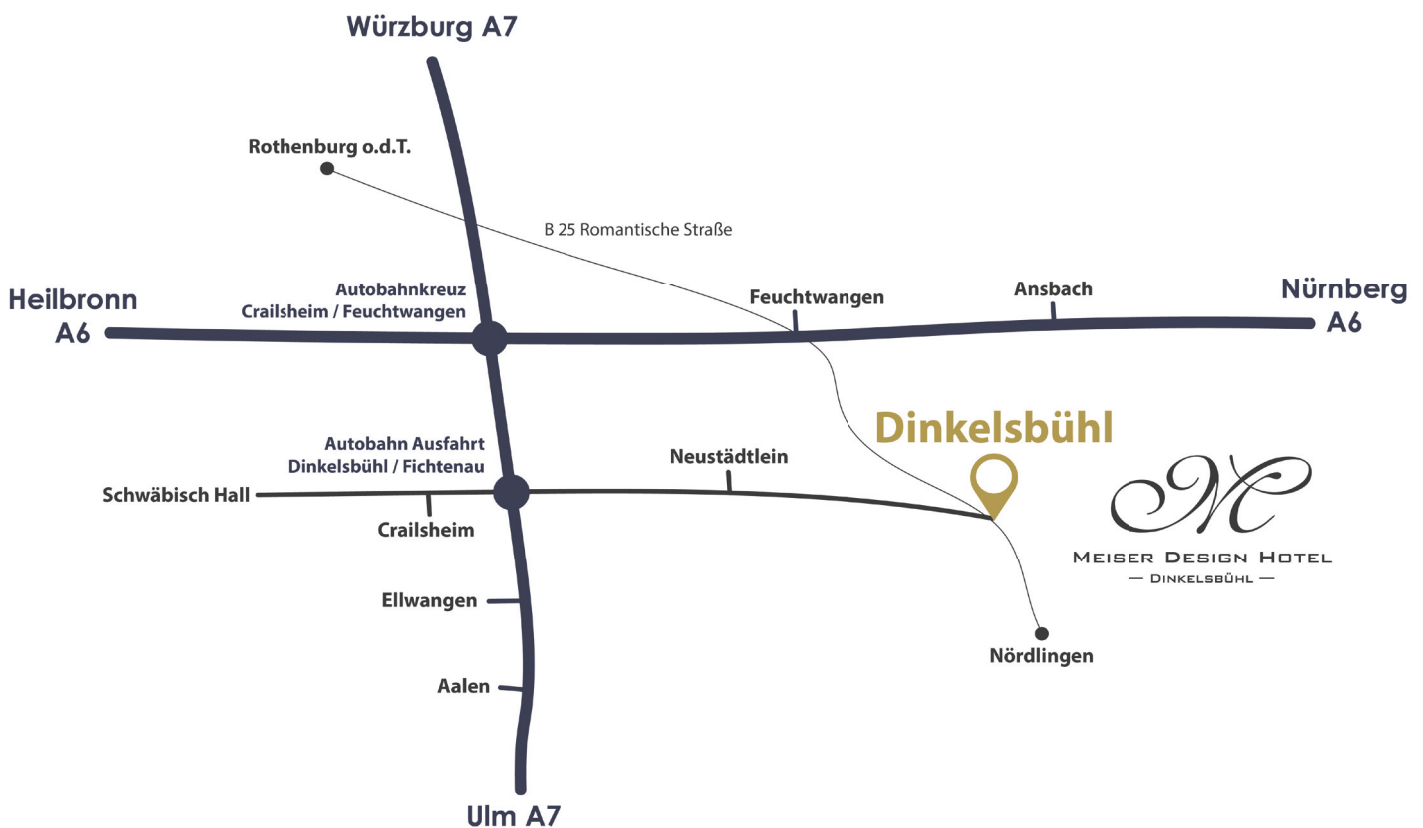 Würzburg A7
Rothenburg o.d.T.
B 25 Romantische Straße
Heilbronn
A6
Autobahnkreuz
Crailsheim / Feuchtwangen
Feuchtwangen
Ansbach
Nürnberg
A6
Dinkelsbühl
Autobahn Ausfahrt
Dinkelsbühl / Fichtenau
Neustädtlein
Schwäbisch Hall
Crailsheim
MEISER DESIGN HOTEL
— DINKELSBÜHL —
Ellwangen
Nördlingen
Aalen
Ulm A7